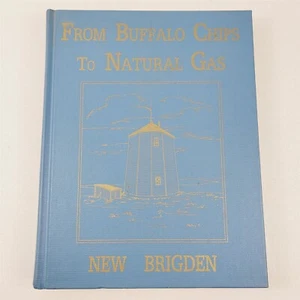 FROM BUFFALO CHIPS
TO NATURAL GAS
NEW BRIGDEN